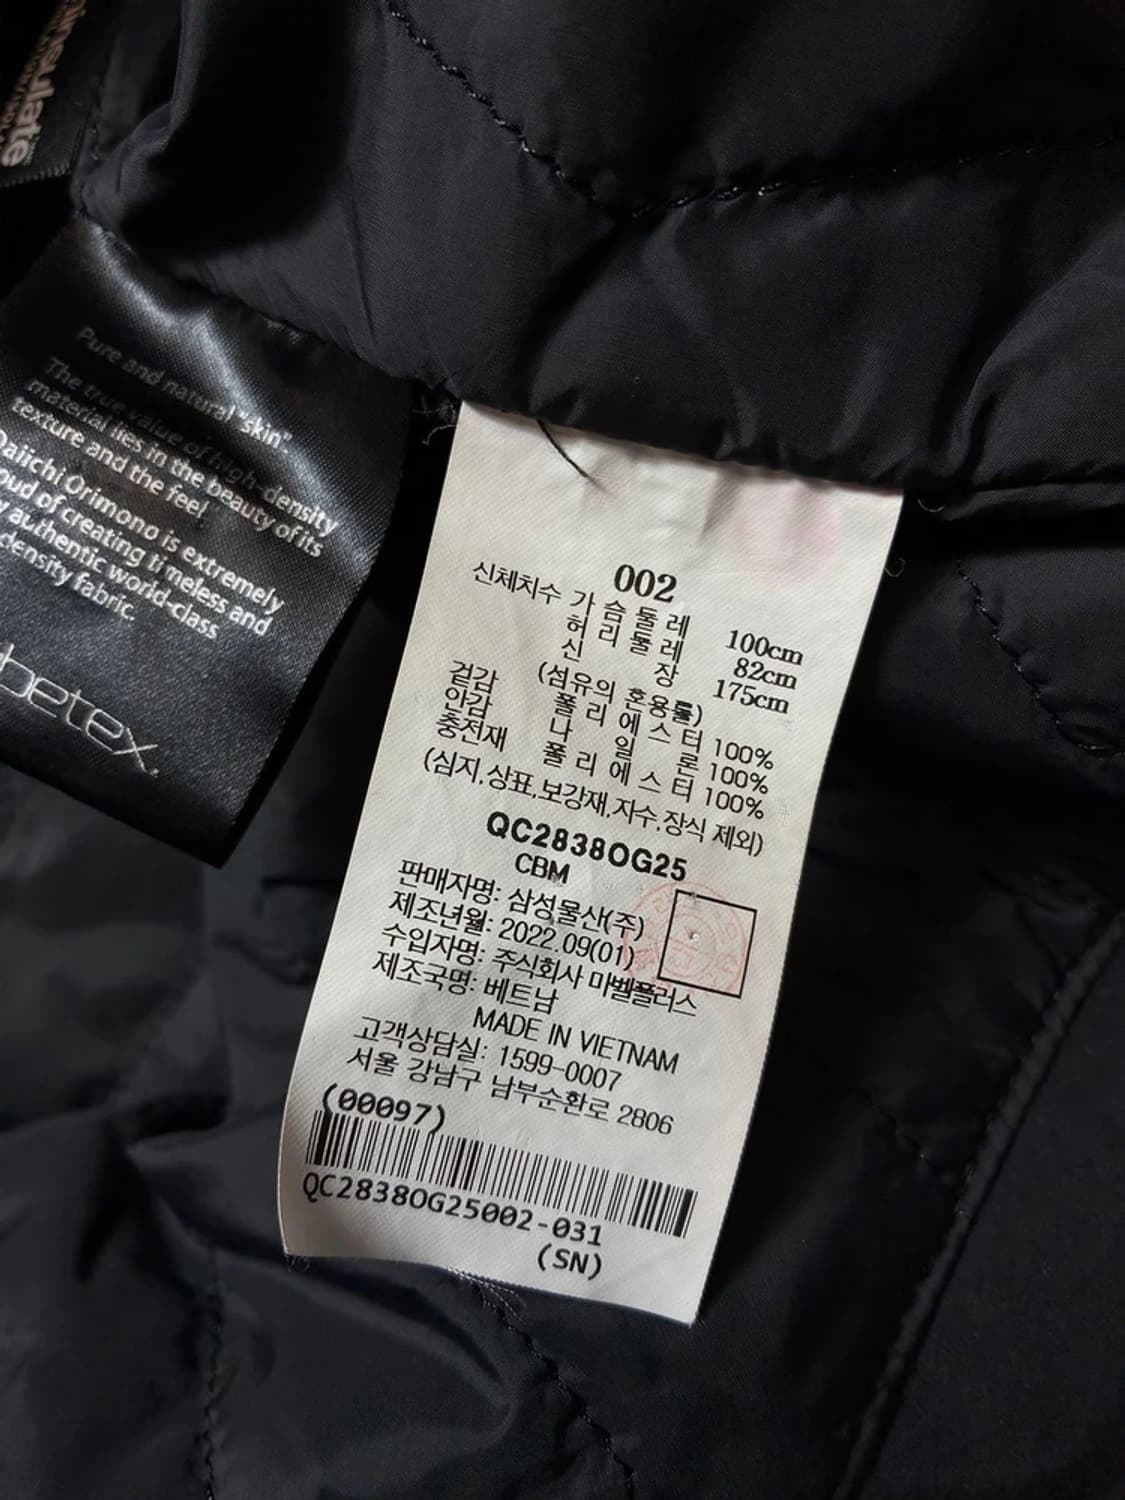 insulate
Pure and natural "skin".
The true value of high-density
material lies in the beauty of its
texture and the feel
Daiichi Orimono is extremely
oud of creating timeless and
authentic world-class
density fabric.
betex.
002
신체치수 가슴둘레 100cm
허리둘레 82cm
신장 175cm
(섬유의 혼용률)
겉감 폴리에스터 100%
안감 나일론 100%
충전재 폴리에스터 100%
(심지,상표,보강재,자수,장식 제외)
QC2838OG25
CBM
판매자명: 삼성물산(주)
제조년월: 2022.09(01)
수입자명: 주식회사 마벨플러스
제조국명: 베트남
MADE IN VIETNAM
고객상담실: 1599-0007
서울 강남구 남부순환로 2806
(00097)
QC2838OG25002-031
(SN)